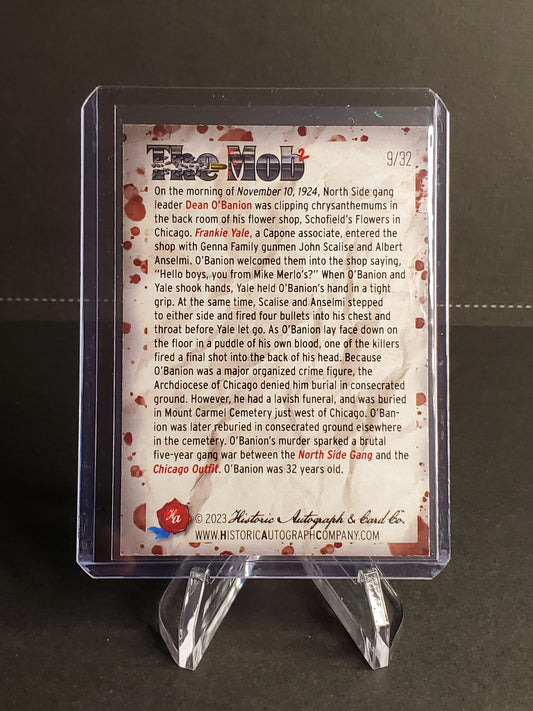 The Mob 2
9/32
On the morning of November 10, 1924, North Side gang
leader Dean O'Banion was clipping chrysanthemums in
the back room of his flower shop, Schofield's Flowers in
Chicago. Frankie Yale, a Capone associate, entered the
shop with Genna Family gunmen John Scalise and Albert
Anselmi. O'Banion welcomed them into the shop saying,
"Hello boys, you from Mike Merlo's?" When O'Banion and
Yale shook hands, Yale held O'Banion's hand in a tight
grip. At the same time, Scalise and Anselmi stepped
to either side and fired four bullets into his chest and
throat before Yale let go. As O'Banion lay face down on
the floor in a puddle of his own blood, one of the killers
fired a final shot into the back of his head. Because
O'Banion was a major organized crime figure, the
Archdiocese of Chicago denied him burial in consecrated
ground. However, he had a lavish funeral, and was buried
in Mount Carmel Cemetery just west of Chicago. O'Ban-
ion was later reburied in consecrated ground elsewhere
in the cemetery. O'Banion's murder sparked a brutal
five-year gang war between the North Side Gang and the
Chicago Outfit. O'Banion was 32 years old.
Ha © 2023 Historic Autograph & Card Co.™
www.HistoricAutographCompany.com